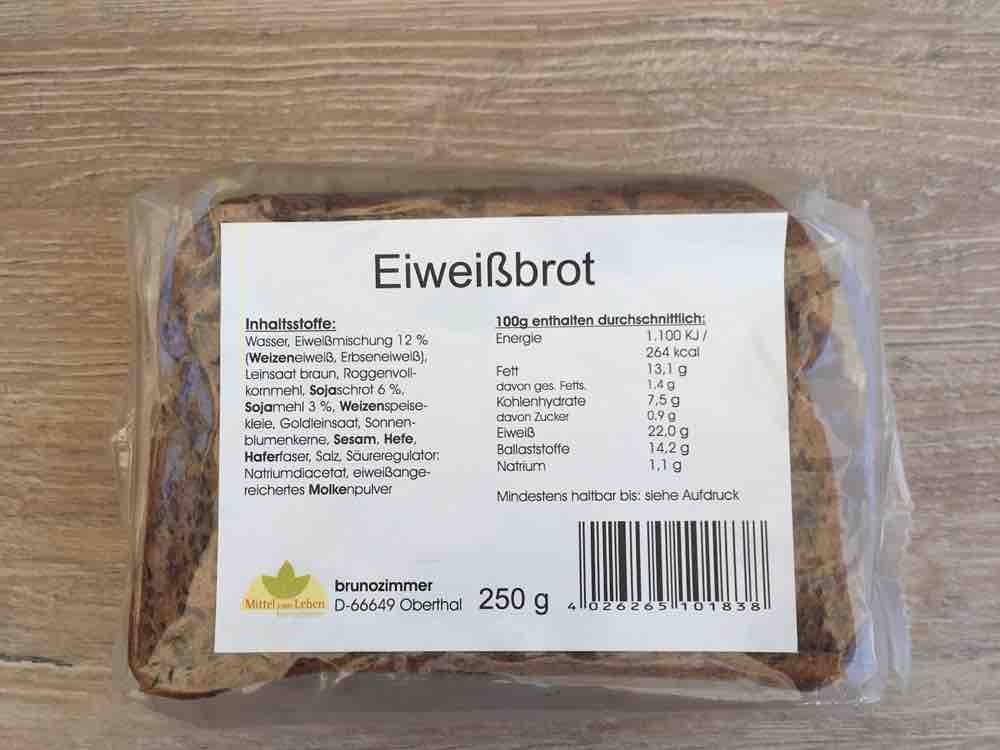 Eiweißbrot
Inhaltsstoffe:
Wasser, Eiweißmischung 12 %
(Weizeneiweiß, Erbseneiweiß),
Leinsaat braun, Roggenvoll-
kornmehl, Sojaschrot 6 %,
Sojamehl 3 %, Weizenspeise-
kleie, Goldleinsaat, Sonnen-
blumenkerne, Sesam, Hefe,
Haferfaser, Salz, Säureregulator:
Natriumdiacetat, eiweißange-
reichertes Molkenpulver
100g enthalten durchschnittlich:
Energie 1.100 KJ /
264 kcal
Fett 13,1 g
davon ges. Fetts. 1,4 g
Kohlenhydrate 7,5 g
davon Zucker 0,9 g
Eiweiß 22,0 g
Ballaststoffe 14,2 g
Natrium 1,1 g
Mindestens haltbar bis: siehe Aufdruck
Mittel zum Leben
brunozimmer
D-66649 Oberthal
250 g
4 026265 101838